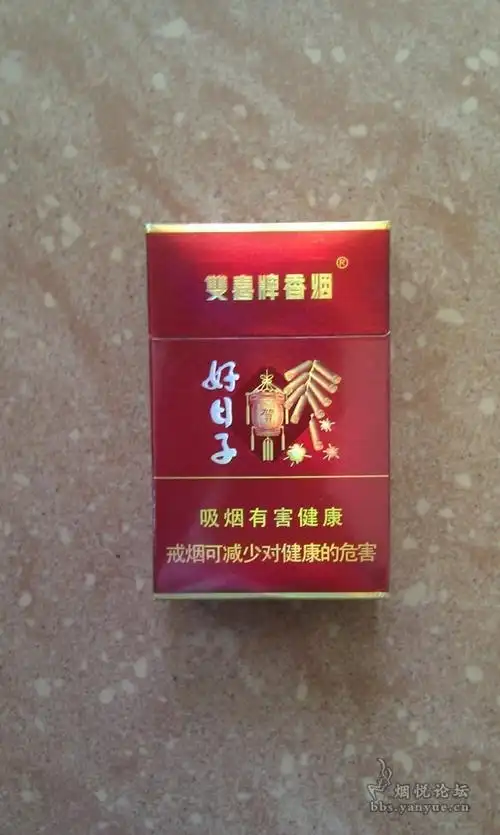 雙喜牌香烟®
好日子
吸烟有害健康
戒烟可减少对健康的危害
烟悦论坛
bbs.yanyue.cn